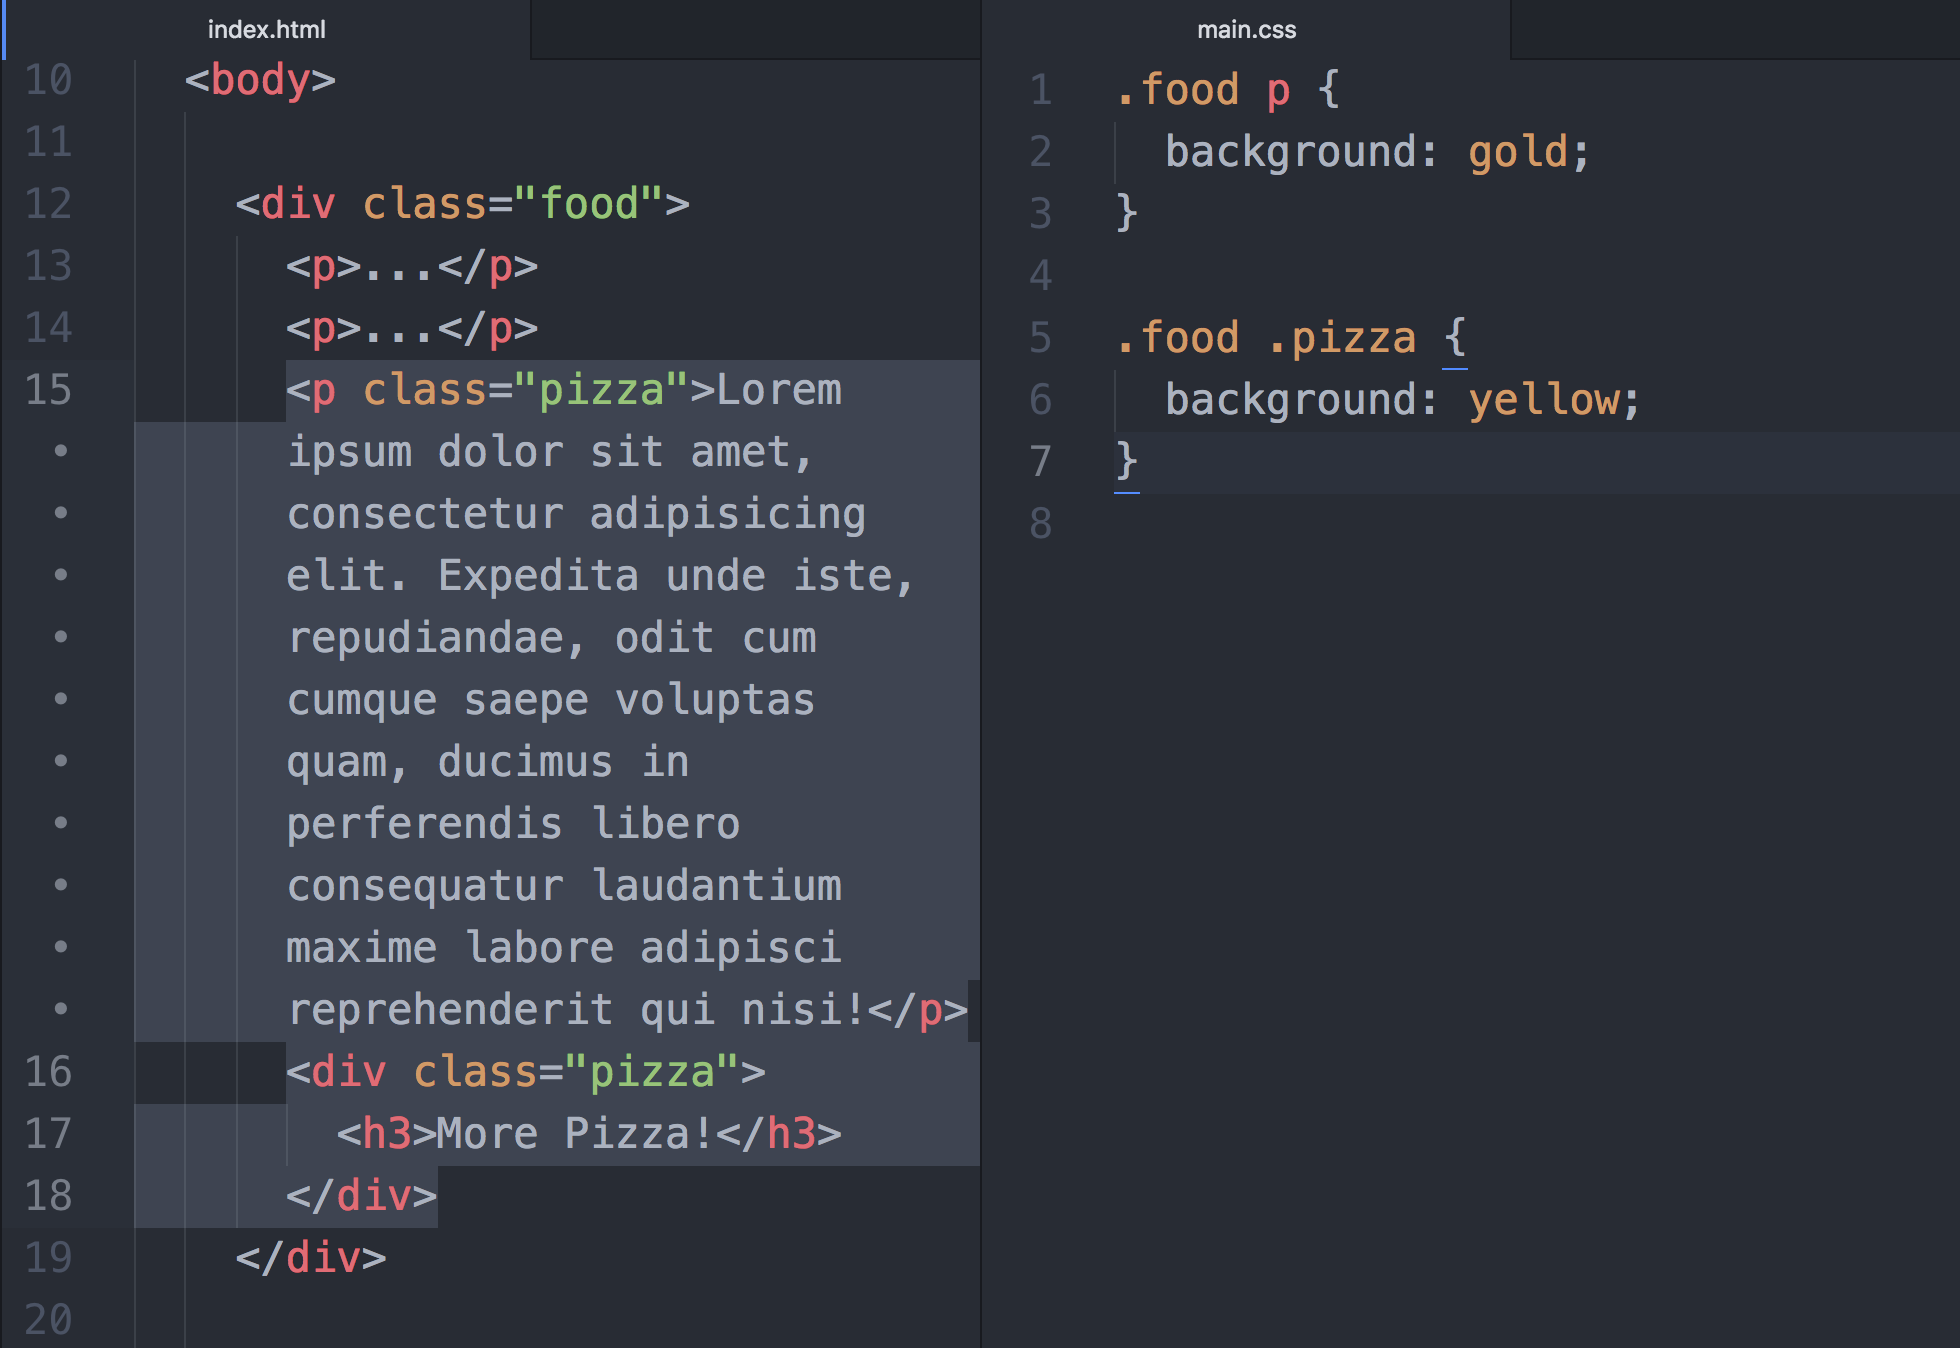 index.html
10 <body>
11
12 <div class="food">
13 <p>...</p>
14 <p>...</p>
15 <p class="pizza">Lorem
• ipsum dolor sit amet,
• consectetur adipisicing
• elit. Expedita unde iste,
• repudiandae, odit cum
• cumque saepe voluptas
• quam, ducimus in
• perferendis libero
• consequatur laudantium
• maxime labore adipisci
• reprehenderit qui nisi!</p>
16 <div class="pizza">
17 <h3>More Pizza!</h3>
18 </div>
19 </div>
20
main.css
1 .food p {
2 background: gold;
3 }
4
5 .food .pizza {
6 background: yellow;
7 }
8